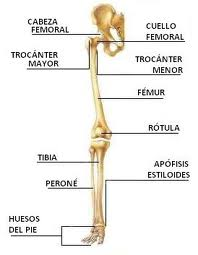 CABEZA
FEMORAL
CUELLO
FEMORAL
TROCÁNTER
MAYOR
TROCÁNTER
MENOR
FÉMUR
RÓTULA
TIBIA
APÓFISIS
ESTILOIDES
PERONÉ
HUESOS
DEL PIE